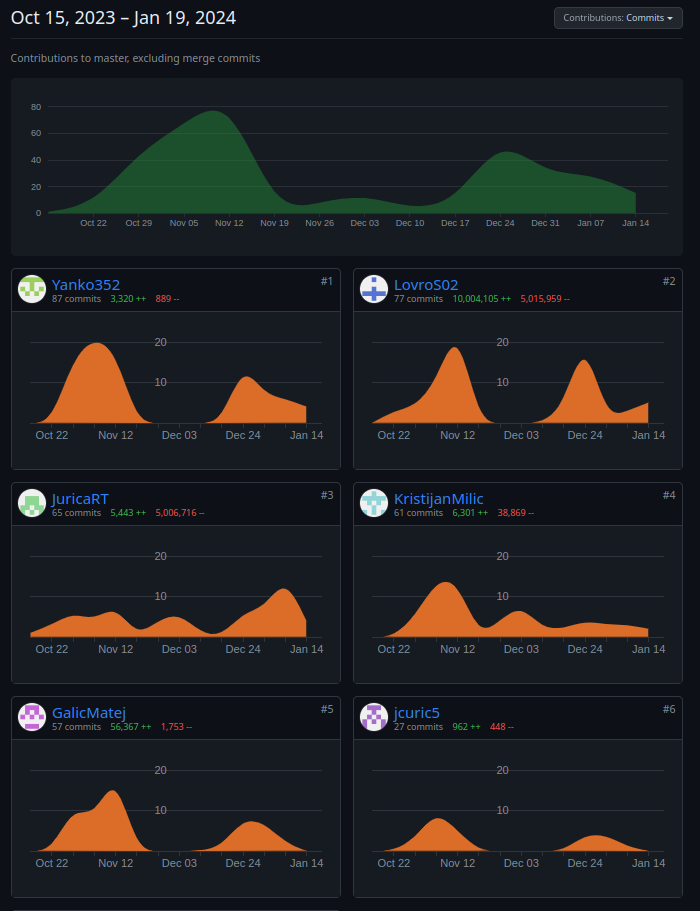 Oct 15, 2023 – Jan 19, 2024
Contributions: Commits
Contributions to master, excluding merge commits
80
60
40
20
0
Oct 22 Oct 29 Nov 05 Nov 12 Nov 19 Nov 26 Dec 03 Dec 10 Dec 17 Dec 24 Dec 31 Jan 07 Jan 14
Yanko352 #1
87 commits 3,320 ++ 889 --
20
10
Oct 22 Nov 12 Dec 03 Dec 24 Jan 14
LovroS02 #2
77 commits 10,004,105 ++ 5,015,959 --
20
10
Oct 22 Nov 12 Dec 03 Dec 24 Jan 14
JuricaRT #3
65 commits 5,443 ++ 5,006,716 --
20
10
Oct 22 Nov 12 Dec 03 Dec 24 Jan 14
KristijanMilic #4
61 commits 6,301 ++ 38,869 --
20
10
Oct 22 Nov 12 Dec 03 Dec 24 Jan 14
GalicMatej #5
57 commits 56,367 ++ 1,753 --
20
10
Oct 22 Nov 12 Dec 03 Dec 24 Jan 14
jcuric5 #6
27 commits 962 ++ 448 --
20
10
Oct 22 Nov 12 Dec 03 Dec 24 Jan 14